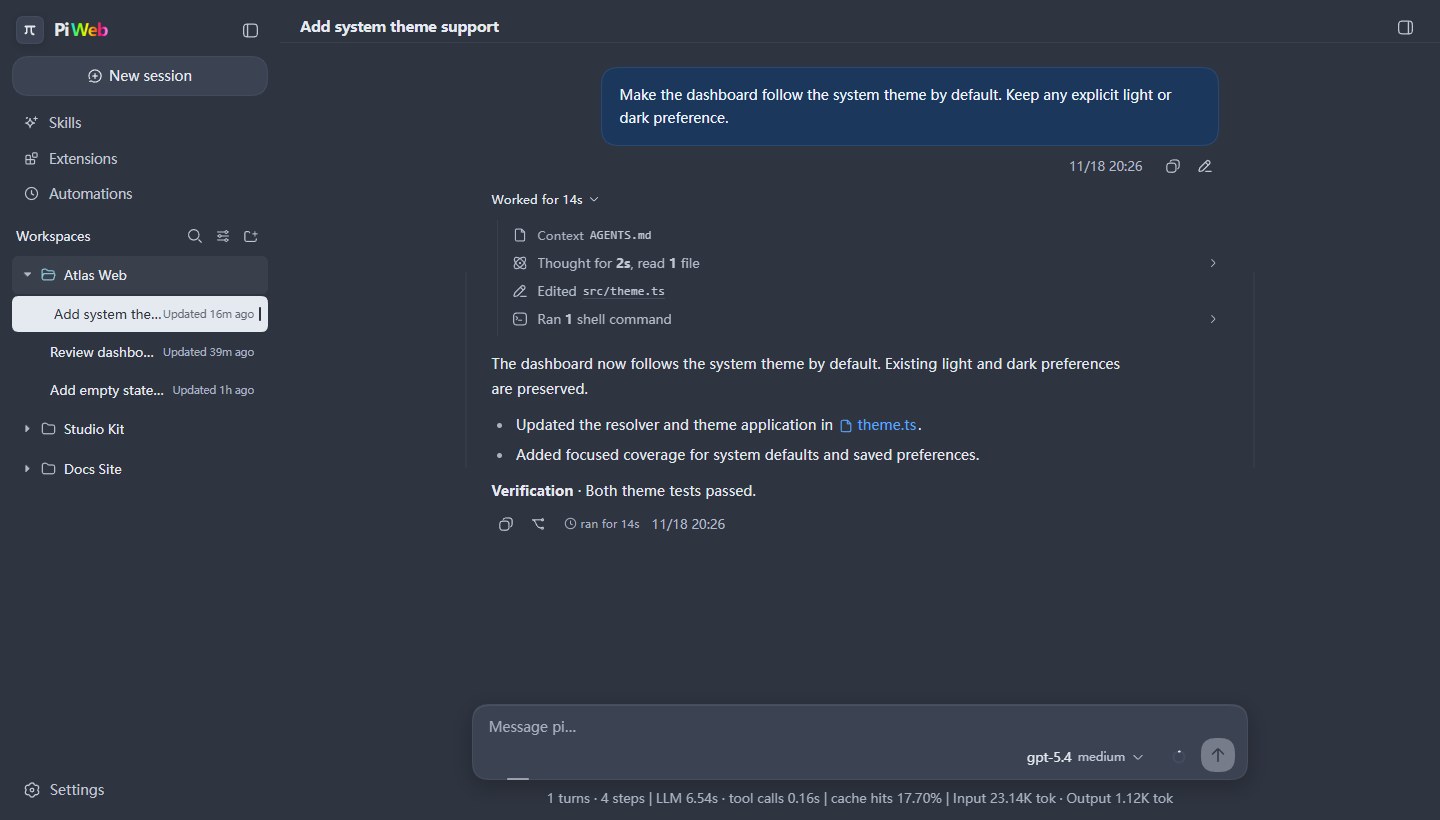 π PiWeb
New session
Skills
Extensions
Automations
Workspaces
Atlas Web
Add system the... Updated 16m ago
Review dashbo... Updated 39m ago
Add empty state... Updated 1h ago
Studio Kit
Docs Site
Settings
Add system theme support
Make the dashboard follow the system theme by default. Keep any explicit light or
dark preference.
11/18 20:26
Worked for 14s
Context AGENTS.md
Thought for 2s, read 1 file
Edited src/theme.ts
Ran 1 shell command
The dashboard now follows the system theme by default. Existing light and dark preferences
are preserved.
• Updated the resolver and theme application in theme.ts.
• Added focused coverage for system defaults and saved preferences.
Verification · Both theme tests passed.
ran for 14s 11/18 20:26
Message pi...
gpt-5.4 medium
1 turns · 4 steps | LLM 6.54s · tool calls 0.16s | cache hits 17.70% | Input 23.14K tok · Output 1.12K tok